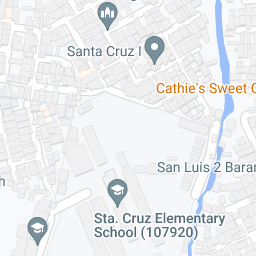 Santa Cruz I
Cathie's Sweet C
San Luis 2 Baran
h
Sta. Cruz Elementary
School (107920)